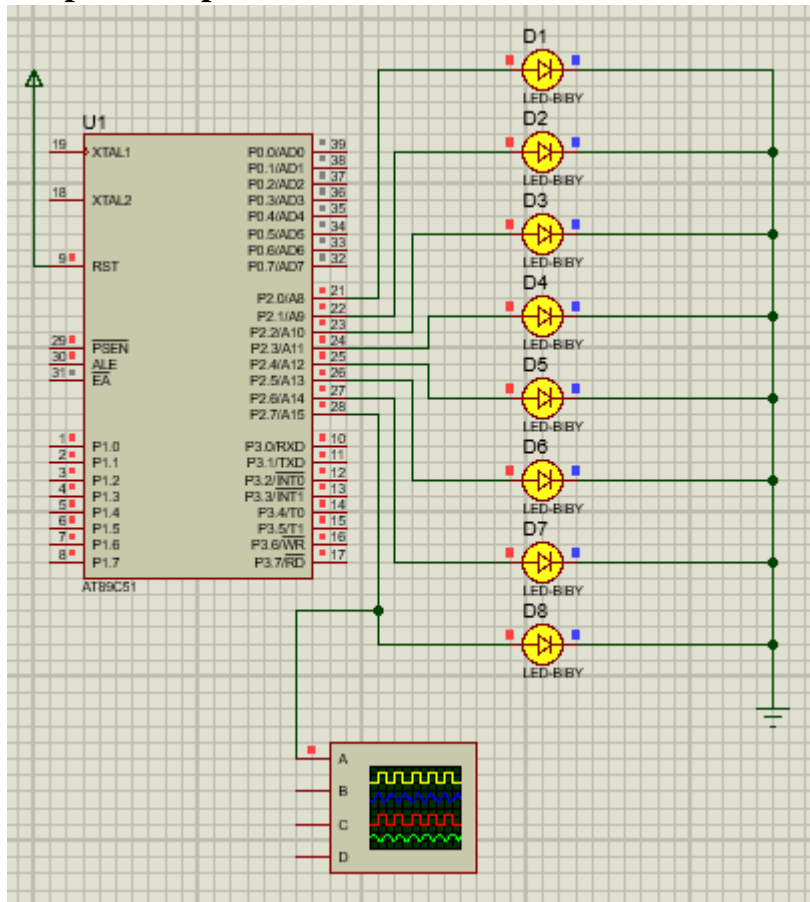 U1
19 XTAL1
18 XTAL2
9 RST
29 PSEN
30 ALE
31 EA
1 P1.0
2 P1.1
3 P1.2
4 P1.3
5 P1.4
6 P1.5
7 P1.6
8 P1.7
P0.0/AD0 39
P0.1/AD1 38
P0.2/AD2 37
P0.3/AD3 36
P0.4/AD4 35
P0.5/AD5 34
P0.6/AD6 33
P0.7/AD7 32
P2.0/A8 21
P2.1/A9 22
P2.2/A10 23
P2.3/A11 24
P2.4/A12 25
P2.5/A13 26
P2.6/A14 27
P2.7/A15 28
P3.0/RXD 10
P3.1/TXD 11
P3.2/INT0 12
P3.3/INT1 13
P3.4/T0 14
P3.5/T1 15
P3.6/WR 16
P3.7/RD 17
AT89C51
D1
LED-BIBY
D2
LED-BIBY
D3
LED-BIBY
D4
LED-BIBY
D5
LED-BIBY
D6
LED-BIBY
D7
LED-BIBY
D8
LED-BIBY
A
B
C
D